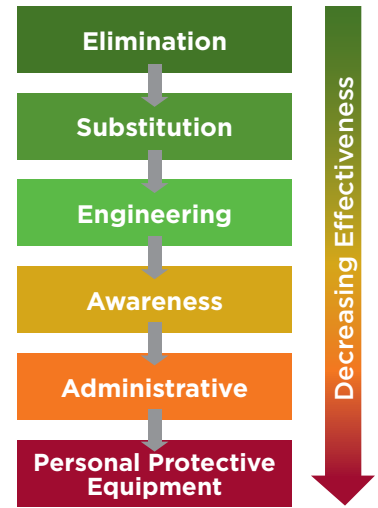 Elimination
Substitution
Engineering
Awareness
Administrative
Personal Protective
Equipment
Decreasing Effectiveness